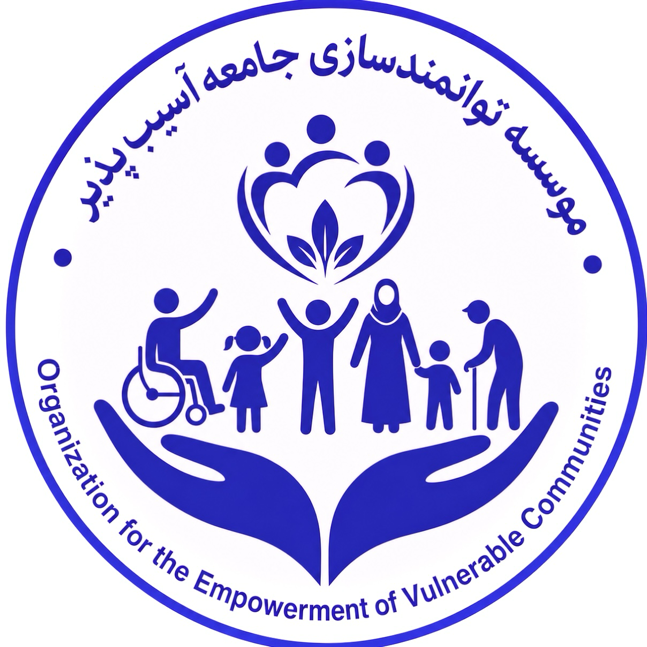 موسسه توانمندسازی جامعه آسیب پذیر
Organization for the Empowerment of Vulnerable Communities